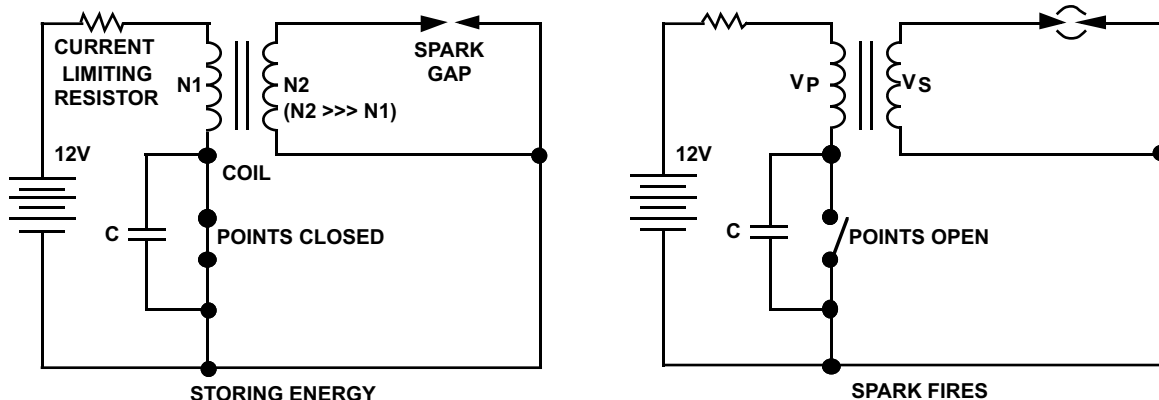 CURRENT
LIMITING
RESISTOR
N1
N2
(N2 >>> N1)
SPARK
GAP
12V
COIL
C
POINTS CLOSED
STORING ENERGY
VP
VS
12V
C
POINTS OPEN
SPARK FIRES